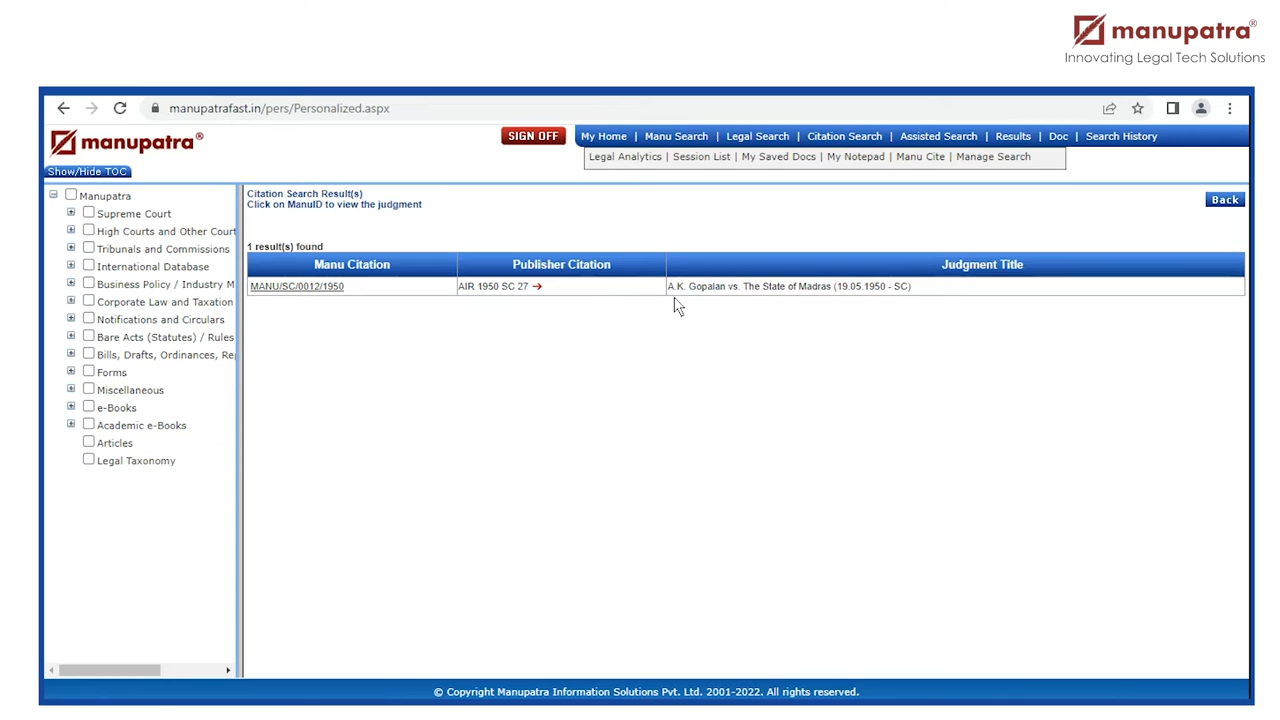 manupatra®
Innovating Legal Tech Solutions
manupatrafast.in/pers/Personalized.aspx
manupatra®
SIGN OFF
My Home | Manu Search | Legal Search | Citation Search | Assisted Search | Results | Doc | Search History
Legal Analytics | Session List | My Saved Docs | My Notepad | Manu Cite | Manage Search
Show/Hide TOC
Manupatra
Supreme Court
High Courts and Other Court
Tribunals and Commissions
International Database
Business Policy / Industry M
Corporate Law and Taxation
Notifications and Circulars
Bare Acts (Statutes) / Rules
Bills, Drafts, Ordinances, Re
Forms
Miscellaneous
e-Books
Academic e-Books
Articles
Legal Taxonomy
Citation Search Result(s)
Click on ManuID to view the judgment
Back
1 result(s) found
Manu Citation Publisher Citation Judgment Title
MANU/SC/0012/1950 AIR 1950 SC 27 A.K. Gopalan vs. The State of Madras (19.05.1950 - SC)
© Copyright Manupatra Information Solutions Pvt. Ltd. 2001-2022. All rights reserved.